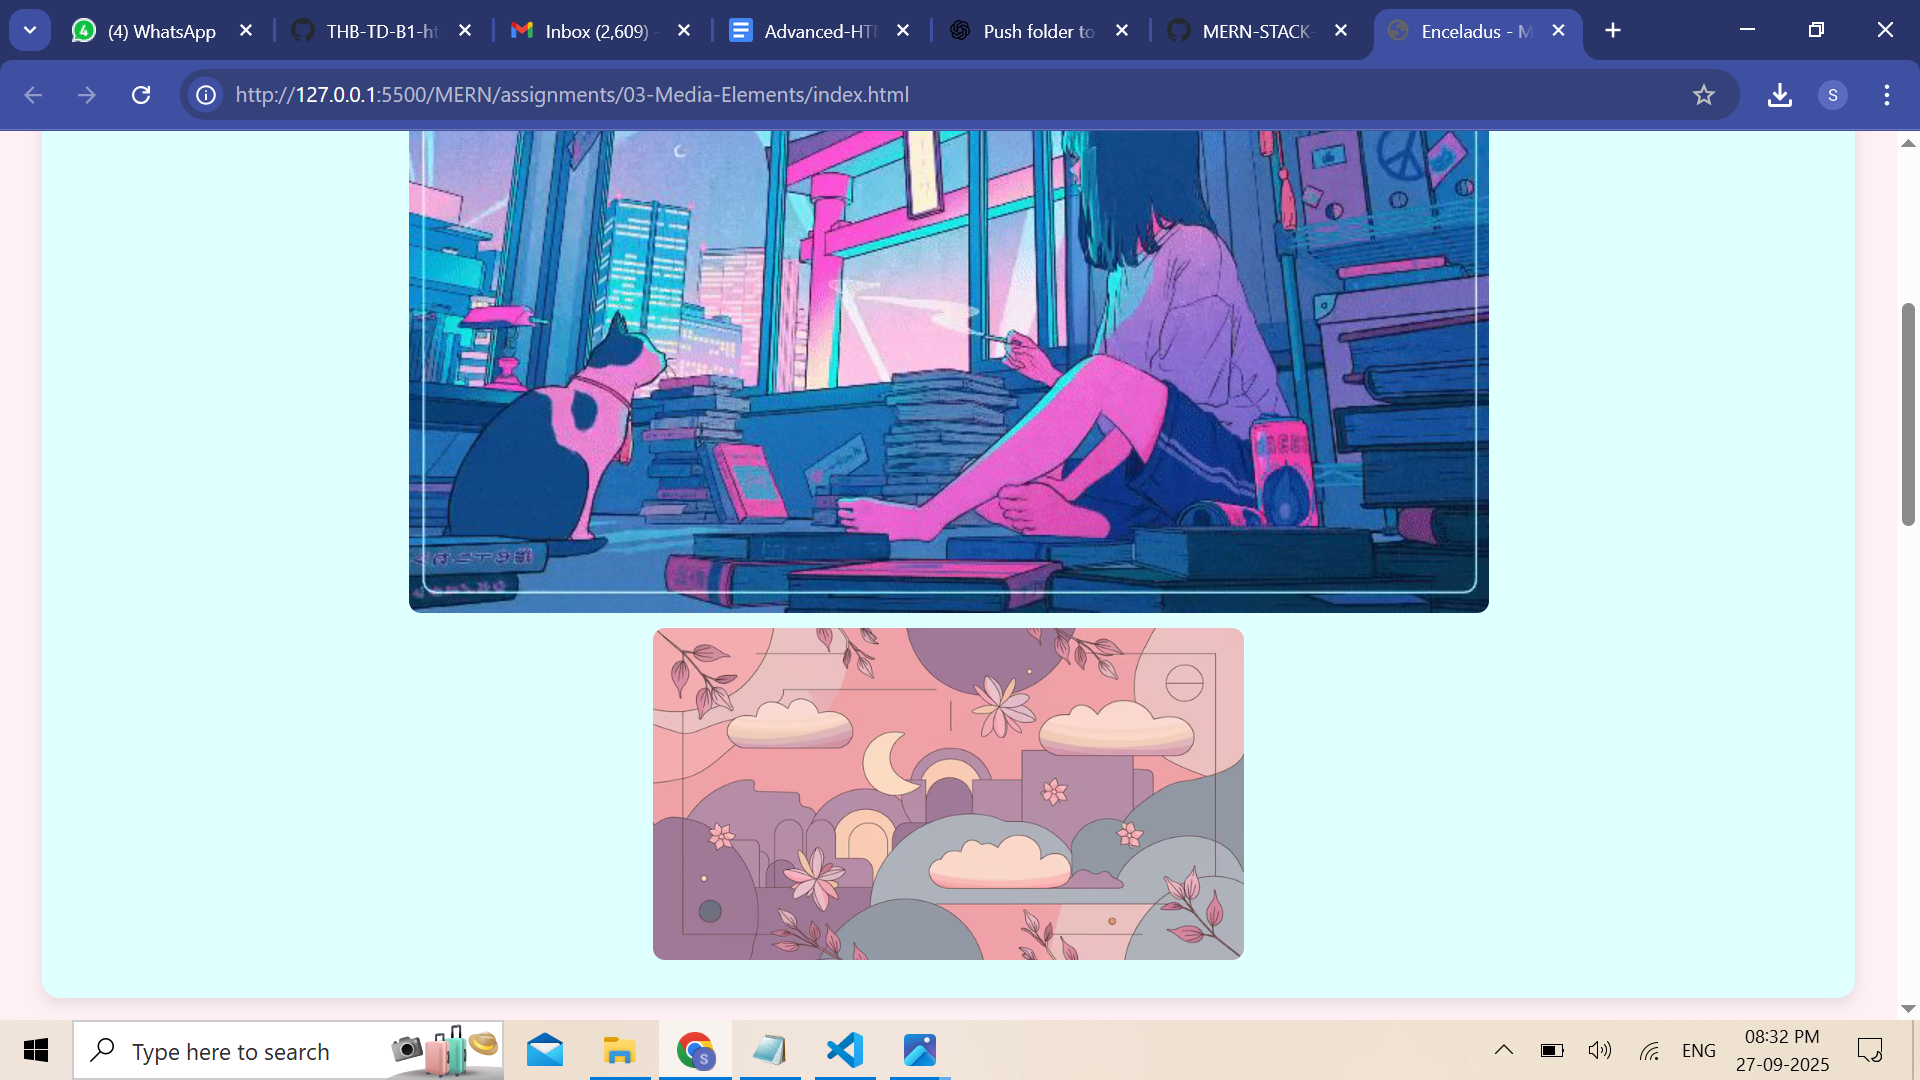 (4) WhatsApp
THB-TD-B1-ht
Inbox (2,609) -
Advanced-HTM
Push folder to
MERN-STACK-
Enceladus - M
http://127.0.0.1:5500/MERN/assignments/03-Media-Elements/index.html
S
Type here to search
S
ENG
08:32 PM
27-09-2025